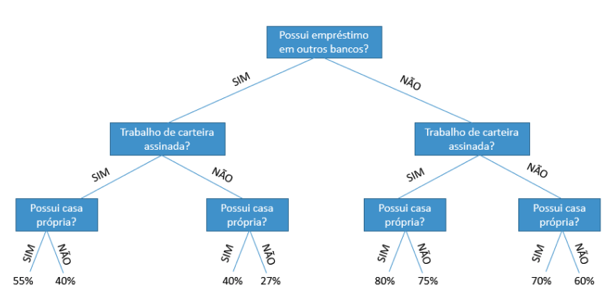 Possui empréstimo
em outros bancos?
SIM
NÃO
Trabalho de carteira
assinada?
Trabalho de carteira
assinada?
SIM
NÃO
SIM
NÃO
Possui casa
própria?
Possui casa
própria?
Possui casa
própria?
Possui casa
própria?
SIM
NÃO
SIM
NÃO
SIM
NÃO
SIM
NÃO
55%
40%
40%
27%
80%
75%
70%
60%